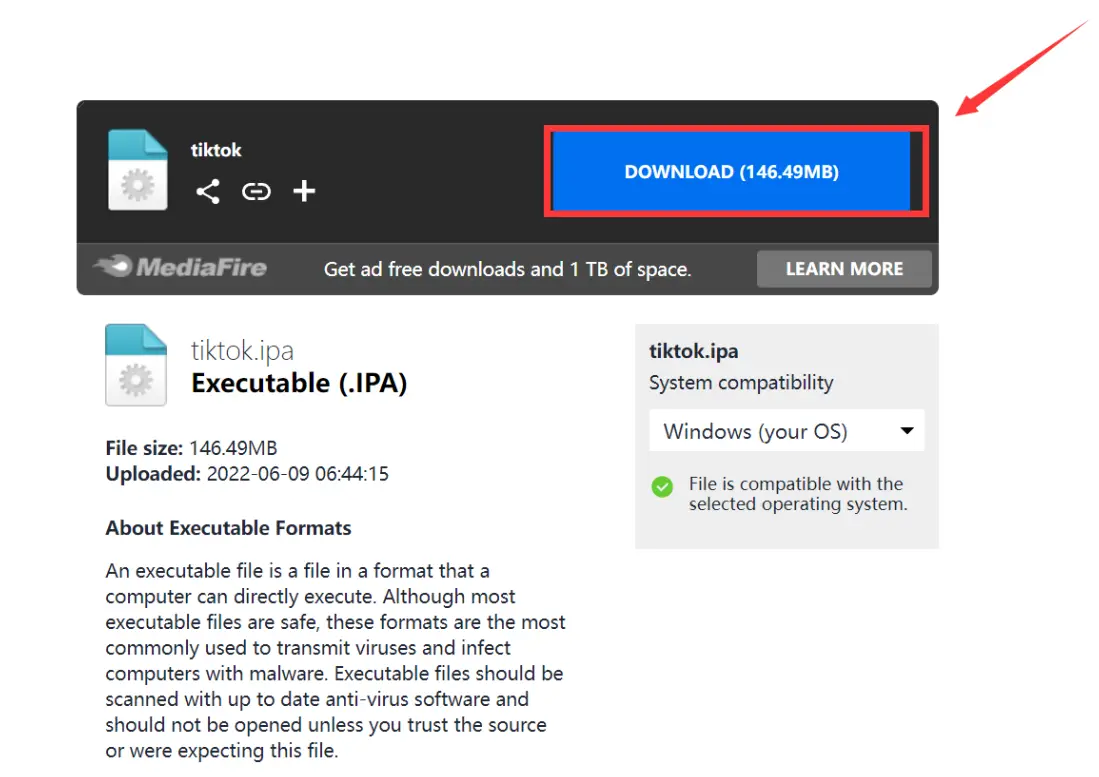 tiktok
DOWNLOAD (146.49MB)
MediaFire
Get ad free downloads and 1 TB of space.
LEARN MORE
tiktok.ipa
Executable (.IPA)
File size: 146.49MB
Uploaded: 2022-06-09 06:44:15
About Executable Formats
An executable file is a file in a format that a
computer can directly execute. Although most
executable files are safe, these formats are the most
commonly used to transmit viruses and infect
computers with malware. Executable files should be
scanned with up to date anti-virus software and
should not be opened unless you trust the source
or were expecting this file.
tiktok.ipa
System compatibility
Windows (your OS)
File is compatible with the
selected operating system.